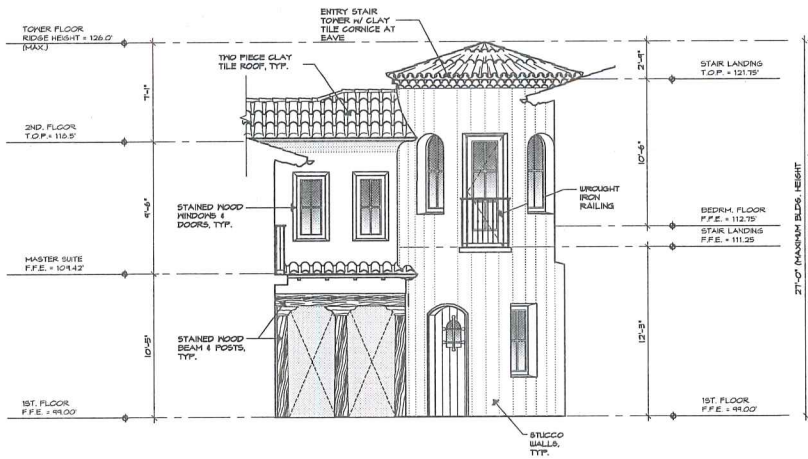 ENTRY STAIR
TOWER W/ CLAY
TILE CORNICE AT
EAVE
TOWER FLOOR
RIDGE HEIGHT = 126.0'
(MAX.)
TWO PIECE CLAY
TILE ROOF, TYP.
7'-1"
2'-9"
STAIR LANDING
T.O.P. = 121.75'
2ND. FLOOR
T.O.P. = 118.5'
10'-6"
STAINED WOOD
WINDOWS &
DOORS, TYP.
9'-6"
WROUGHT
IRON
RAILING
BEDRM. FLOOR
F.F.E. = 112.75'
STAIR LANDING
F.F.E. = 111.25
MASTER SUITE
F.F.E. = 109.42'
27'-0" (MAXIMUM BLDG. HEIGHT
STAINED WOOD
BEAM & POSTS,
TYP.
10'-5"
12'-3"
1ST. FLOOR
F.F.E. = 99.00'
1ST. FLOOR
F.F.E. = 99.00'
STUCCO
WALLS,
TYP.